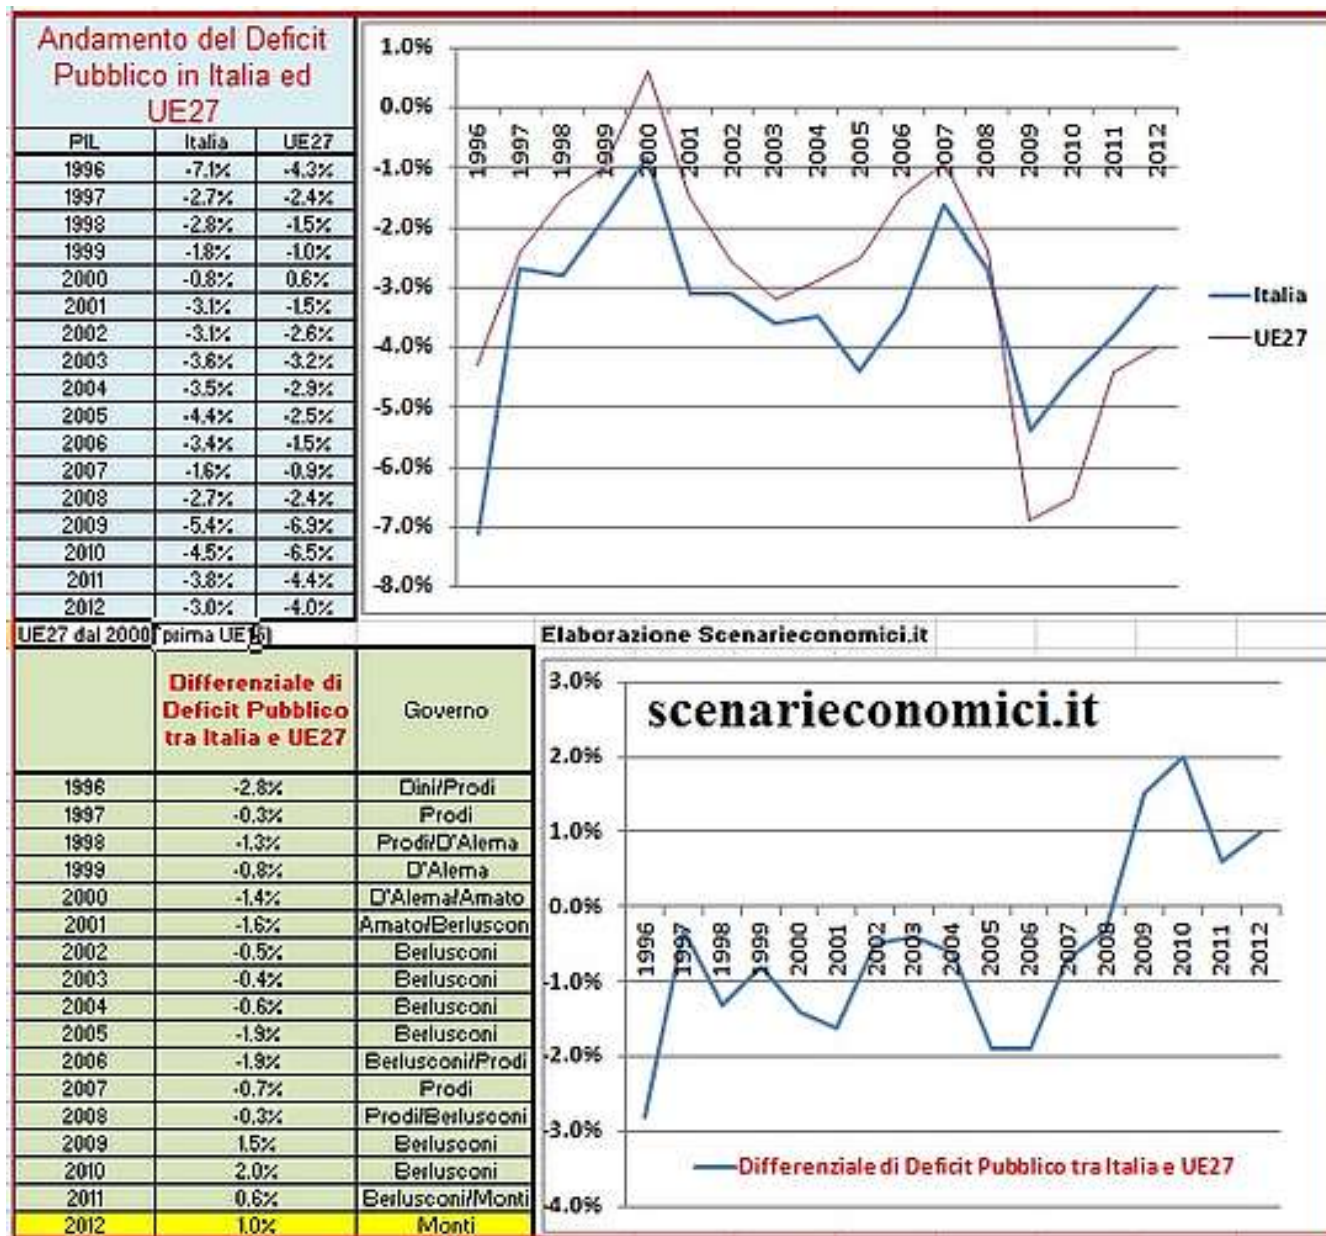 Andamento del Deficit
Pubblico in Italia ed
UE27
PIL Italia UE27
1996 -7.1% -4.3%
1997 -2.7% -2.4%
1998 -2.8% -1.5%
1999 -1.8% -1.0%
2000 -0.8% 0.6%
2001 -3.1% -1.5%
2002 -3.1% -2.6%
2003 -3.6% -3.2%
2004 -3.5% -2.9%
2005 -4.4% -2.5%
2006 -3.4% -1.5%
2007 -1.6% -0.9%
2008 -2.7% -2.4%
2009 -5.4% -6.9%
2010 -4.5% -6.5%
2011 -3.8% -4.4%
2012 -3.0% -4.0%
1.0%
0.0%
-1.0%
-2.0%
-3.0%
-4.0%
-5.0%
-6.0%
-7.0%
-8.0%
1996 1997 1998 1999 2000 2001 2002 2003 2004 2005 2006 2007 2008 2009 2010 2011 2012
Italia
UE27
UE27 dal 2000 prima
Elaborazione Scenarieconomici.it
Differenziale di
Deficit Pubblico
tra Italia e UE27
Governo
1996 -2.8% Dini/Prodi
1997 -0.3% Prodi
1998 -1.3% Prodi/D'Alema
1999 -0.8% D'Alema
2000 -1.4% D'Alema/Amato
2001 -1.6% Amato/Berluscon
2002 -0.5% Berlusconi
2003 -0.4% Berlusconi
2004 -0.6% Berlusconi
2005 -1.9% Berlusconi
2006 -1.9% Berlusconi/Prodi
2007 -0.7% Prodi
2008 -0.3% Prodi/Berlusconi
2009 1.5% Berlusconi
2010 2.0% Berlusconi
2011 0.6% Berlusconi/Monti
2012 1.0% Monti
scenarieconomici.it
3.0%
2.0%
1.0%
0.0%
-1.0%
-2.0%
-3.0%
-4.0%
1996 1997 1998 1999 2000 2001 2002 2003 2004 2005 2006 2007 2008 2009 2010 2011 2012
Differenziale di Deficit Pubblico tra Italia e UE27